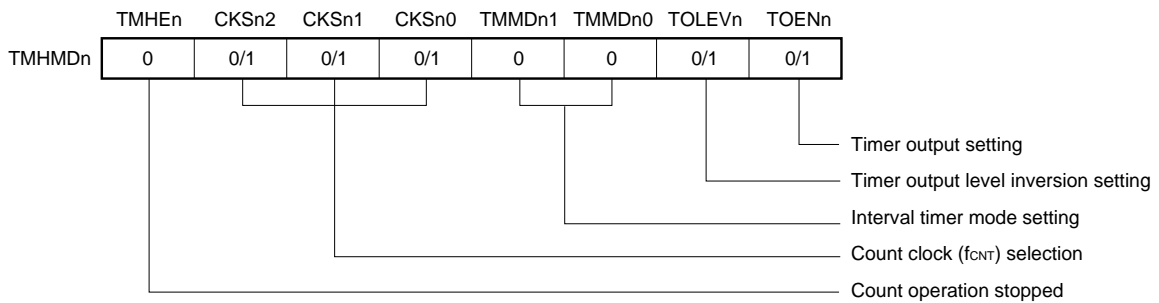 TMHEn CKSn2 CKSn1 CKSn0 TMMDn1 TMMDn0 TOLEVn TOENn
TMHMDn 0 0/1 0/1 0/1 0 0 0/1 0/1
Timer output setting
Timer output level inversion setting
Interval timer mode setting
Count clock (fCNT) selection
Count operation stopped